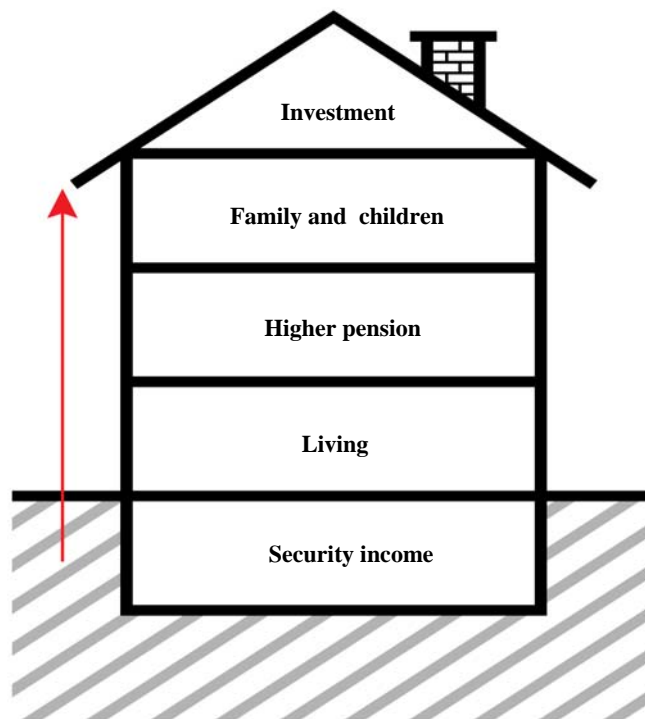 Investment
Family and children
Higher pension
Living
Security income